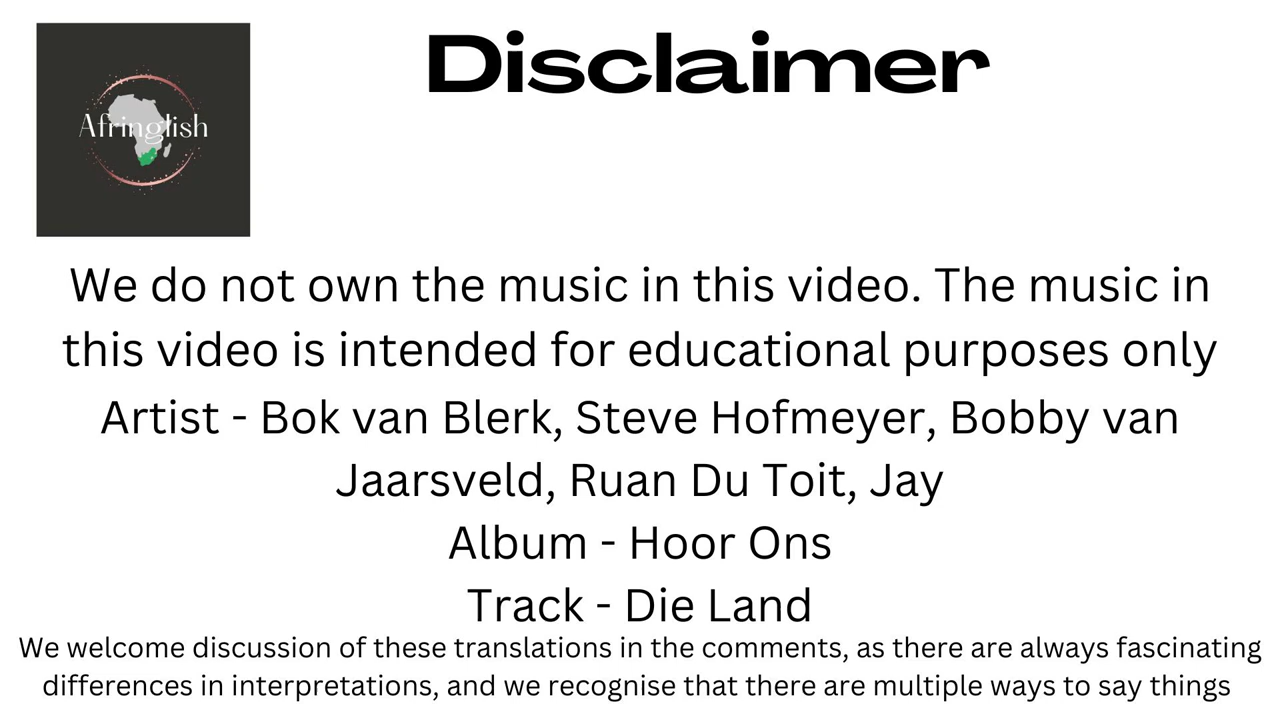 Disclaimer
Afringlish
We do not own the music in this video. The music in
this video is intended for educational purposes only
Artist - Bok van Blerk, Steve Hofmeyer, Bobby van
Jaarsveld, Ruan Du Toit, Jay
Album - Hoor Ons
Track - Die Land
We welcome discussion of these translations in the comments, as there are always fascinating
differences in interpretations, and we recognise that there are multiple ways to say things